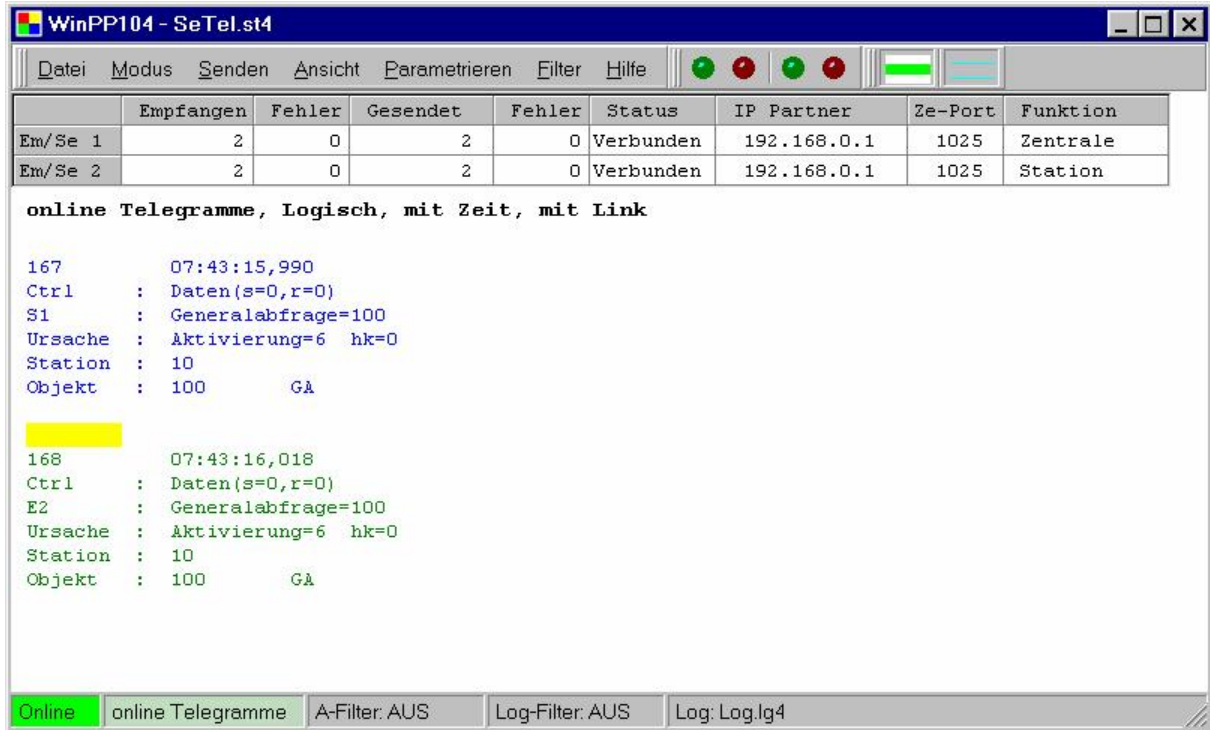 WinPP104 - SeTel.st4
Datei Modus Senden Ansicht Parametrieren Filter Hilfe
Empfangen Fehler Gesendet Fehler Status IP Partner Ze-Port Funktion
Em/Se 1 2 0 2 0 Verbunden 192.168.0.1 1025 Zentrale
Em/Se 2 2 0 2 0 Verbunden 192.168.0.1 1025 Station
online Telegramme, Logisch, mit Zeit, mit Link
167 07:43:15,990
Ctrl : Daten(s=0,r=0)
S1 : Generalabfrage=100
Ursache : Aktivierung=6 hk=0
Station : 10
Objekt : 100 GA
168 07:43:16,018
Ctrl : Daten(s=0,r=0)
E2 : Generalabfrage=100
Ursache : Aktivierung=6 hk=0
Station : 10
Objekt : 100 GA
Online online Telegramme A-Filter: AUS Log-Filter: AUS Log: Log.lg4